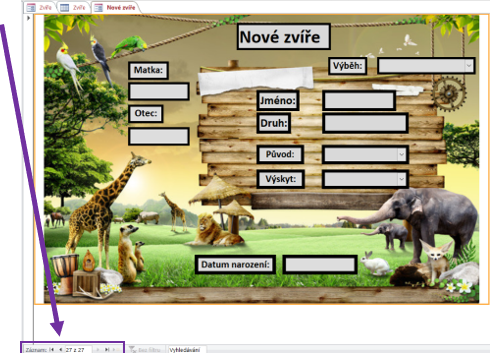 Zvíře Zvíře Nové zvíře
Nové zvíře
Výběh:
Matka:
Jméno:
Otec:
Druh:
Původ:
Výskyt:
Datum narození:
Záznam: 27 z 27 Bez filtru Vyhledávání